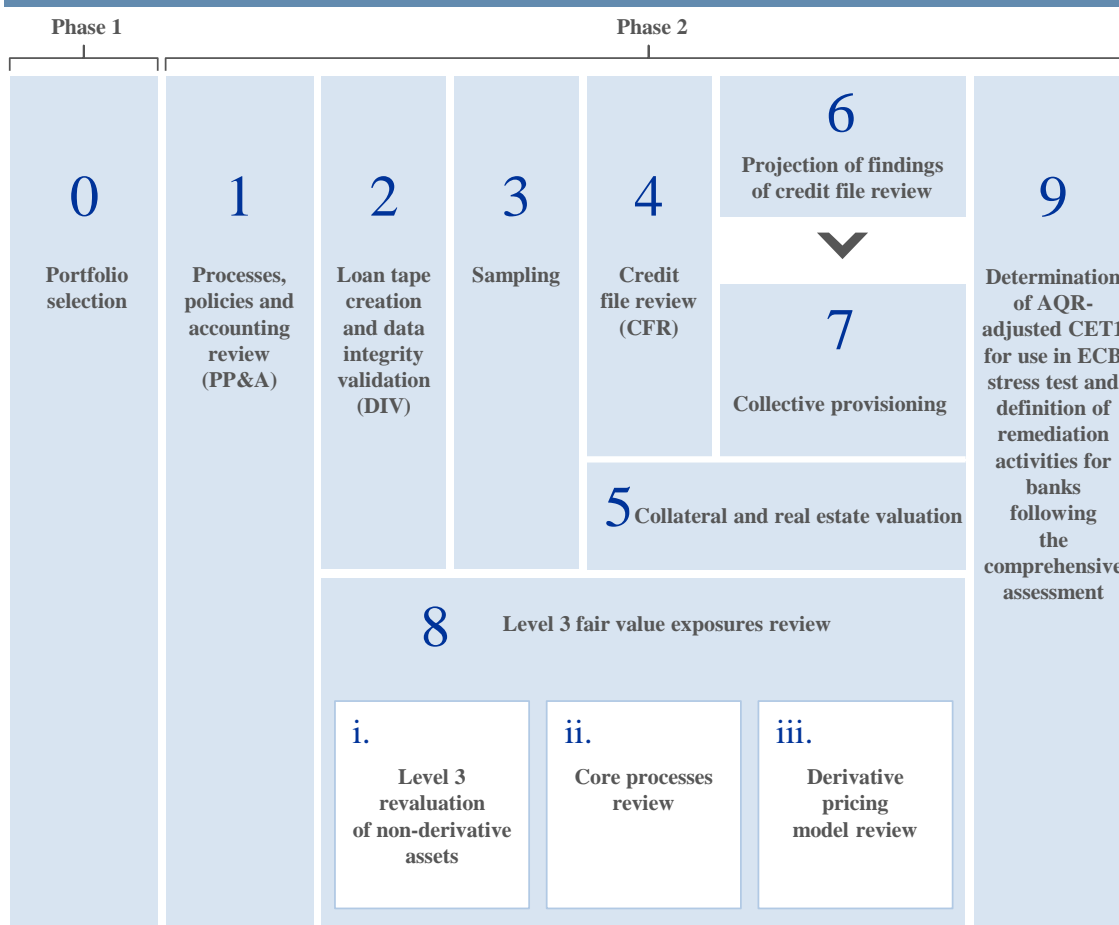 Phase 1
Phase 2
0
Portfolio
selection
1
Processes,
policies and
accounting
review
(PP&A)
2
Loan tape
creation
and data
integrity
validation
(DIV)
3
Sampling
4
Credit
file review
(CFR)
6
Projection of findings
of credit file review
7
Collective provisioning
5 Collateral and real estate valuation
8 Level 3 fair value exposures review
i.
Level 3
revaluation
of non-derivative
assets
ii.
Core processes
review
iii.
Derivative
pricing
model review
9
Determination
of AQR-
adjusted CET1
for use in ECB
stress test and
definition of
remediation
activities for
banks
following
the
comprehensive
assessment